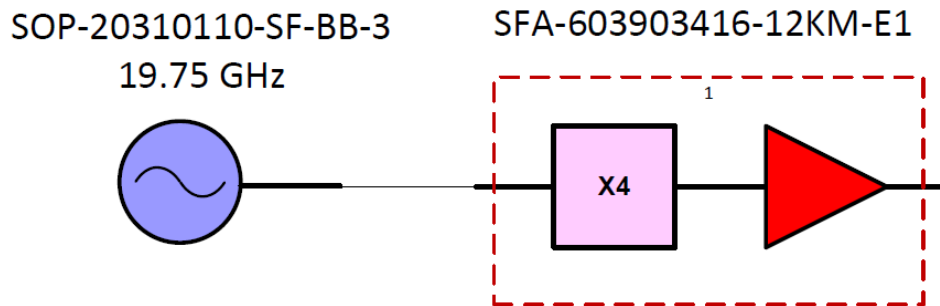 SOP-20310110-SF-BB-3
19.75 GHz
SFA-603903416-12KM-E1
1
X4